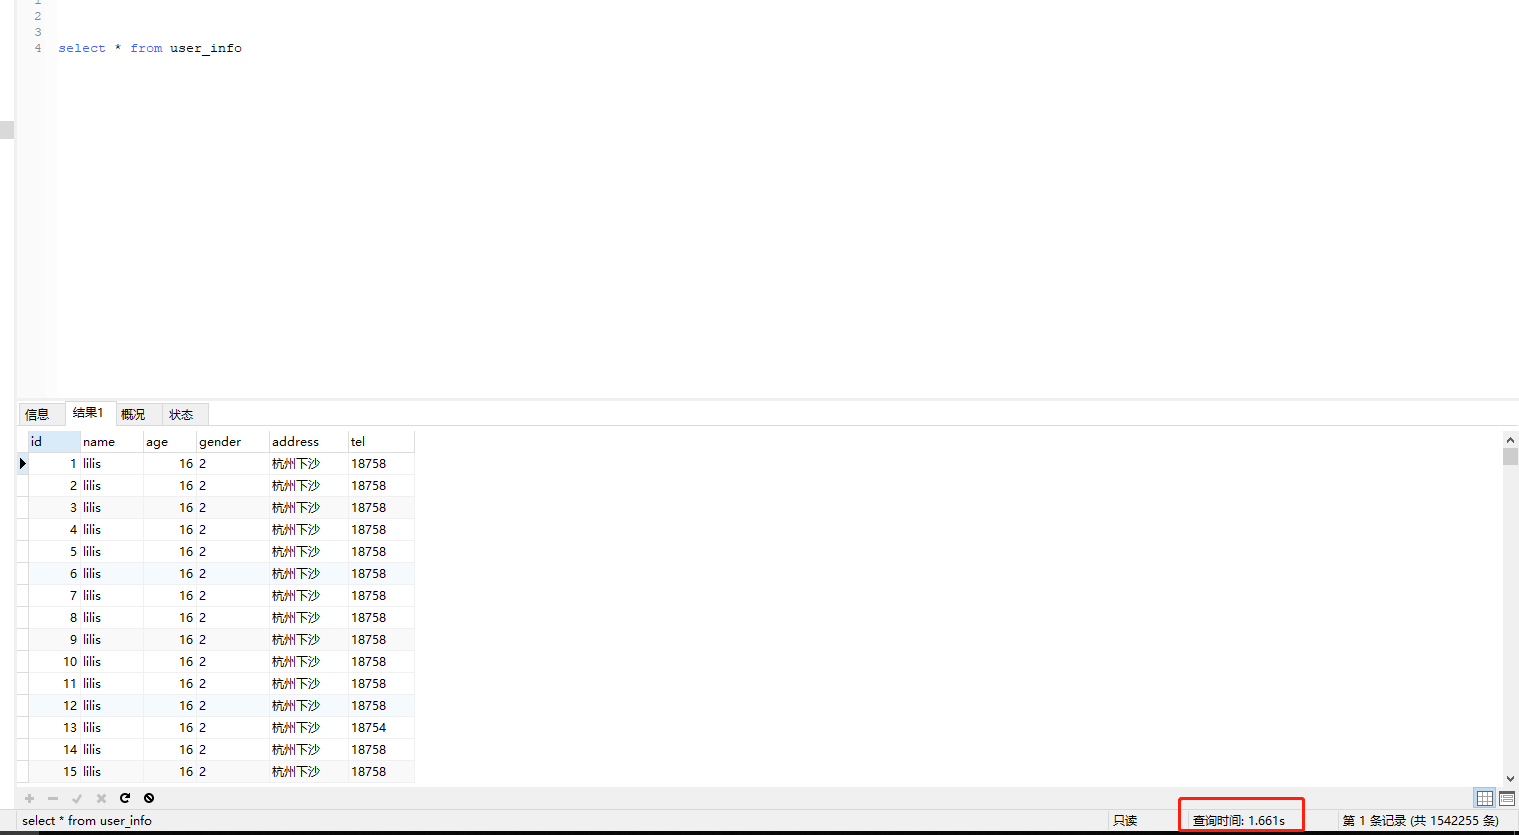 1
2
3
4 select * from user_info
信息 结果1 概况 状态
id name age gender address tel
1 lilis 16 2 杭州下沙 18758
2 lilis 16 2 杭州下沙 18758
3 lilis 16 2 杭州下沙 18758
4 lilis 16 2 杭州下沙 18758
5 lilis 16 2 杭州下沙 18758
6 lilis 16 2 杭州下沙 18758
7 lilis 16 2 杭州下沙 18758
8 lilis 16 2 杭州下沙 18758
9 lilis 16 2 杭州下沙 18758
10 lilis 16 2 杭州下沙 18758
11 lilis 16 2 杭州下沙 18758
12 lilis 16 2 杭州下沙 18758
13 lilis 16 2 杭州下沙 18754
14 lilis 16 2 杭州下沙 18758
15 lilis 16 2 杭州下沙 18758
select * from user_info 只读 查询时间: 1.661s 第 1 条记录 (共 1542255 条)